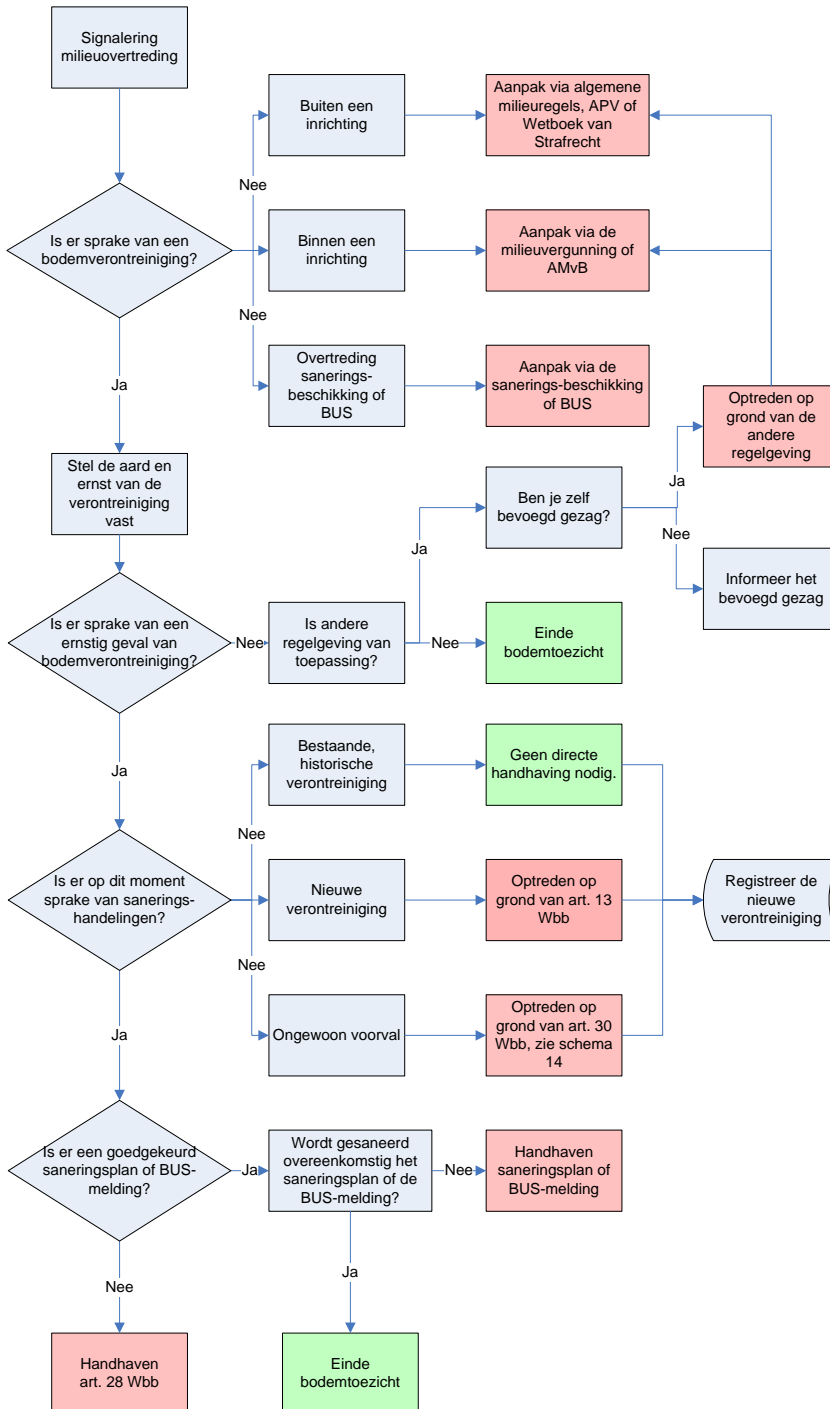 Signalering
milieuovertreding
Buiten een
inrichting
Aanpak via algemene
milieuregels, APV of
Wetboek van
Strafrecht
Nee
Is er sprake van een
bodemverontreiniging?
Nee
Binnen een
inrichting
Aanpak via de
milieuvergunning of
AMvB
Nee
Overtreding
sanerings-
beschikking of
BUS
Aanpak via de
sanerings-beschikking
of BUS
Ja
Optreden op
grond van de
andere
regelgeving
Stel de aard en
ernst van de
verontreiniging
vast
Ben je zelf
bevoegd gezag?
Ja
Ja
Nee
Informeer het
bevoegd gezag
Is er sprake van een
ernstig geval van
bodemverontreiniging?
Nee
Is andere
regelgeving van
toepassing?
Nee
Einde
bodemtoezicht
Ja
Bestaande,
historische
verontreiniging
Geen directe
handhaving nodig.
Nee
Is er op dit moment
sprake van sanerings-
handelingen?
Nee
Nieuwe
verontreiniging
Optreden op
grond van art. 13
Wbb
Registreer de
nieuwe
verontreiniging
Nee
Ja
Ongewoon voorval
Optreden op
grond van art. 30
Wbb, zie schema
14
Is er een goedgekeurd
saneringsplan of BUS-
melding?
Ja
Wordt gesaneerd
overeenkomstig het
saneringsplan of de
BUS-melding?
Nee
Handhaven
saneringsplan of
BUS-melding
Nee
Ja
Handhaven
art. 28 Wbb
Einde
bodemtoezicht